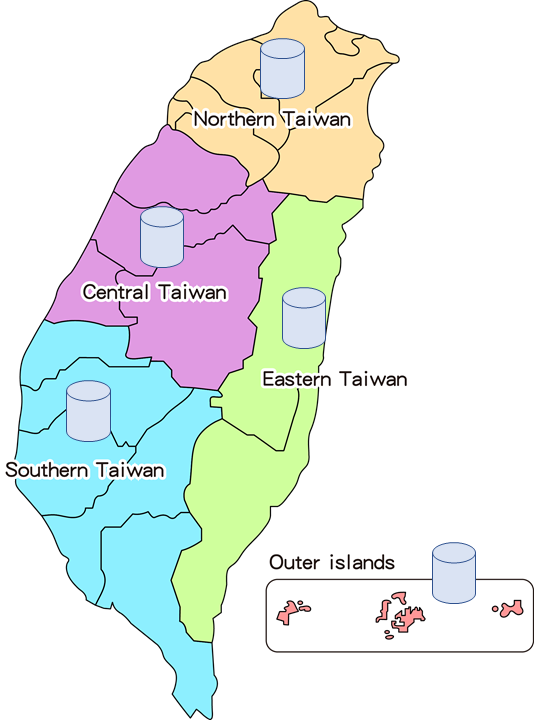 Northern Taiwan
Central Taiwan
Eastern Taiwan
Southern Taiwan
Outer islands